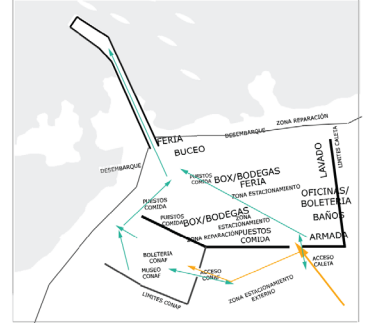 ZONA REPARACIÓN
DESEMBARQUE
FERIA
BUCEO
LAVADO
LIMITES CALETA
DESEMBARQUE
PUESTOS
COMIDA
BOX/BODEGAS
FERIA
ZONA ESTACIONAMIENTO
OFICINAS/
BOLETERIA
PUESTOS
COMIDA
PUESTOS
COMIDA
BOX/BODEGAS
ZONA
ESTACIONAMIENTO
BAÑOS
ZONA REPARACIÓN
PUESTOS
COMIDA
ARMADA
BOLETERIA
CONAF
MUSEO
CONAF
ACCESO
CONAF
ACCESO
CALETA
LIMITES CONAF
ZONA ESTACIONAMIENTO
EXTERNO